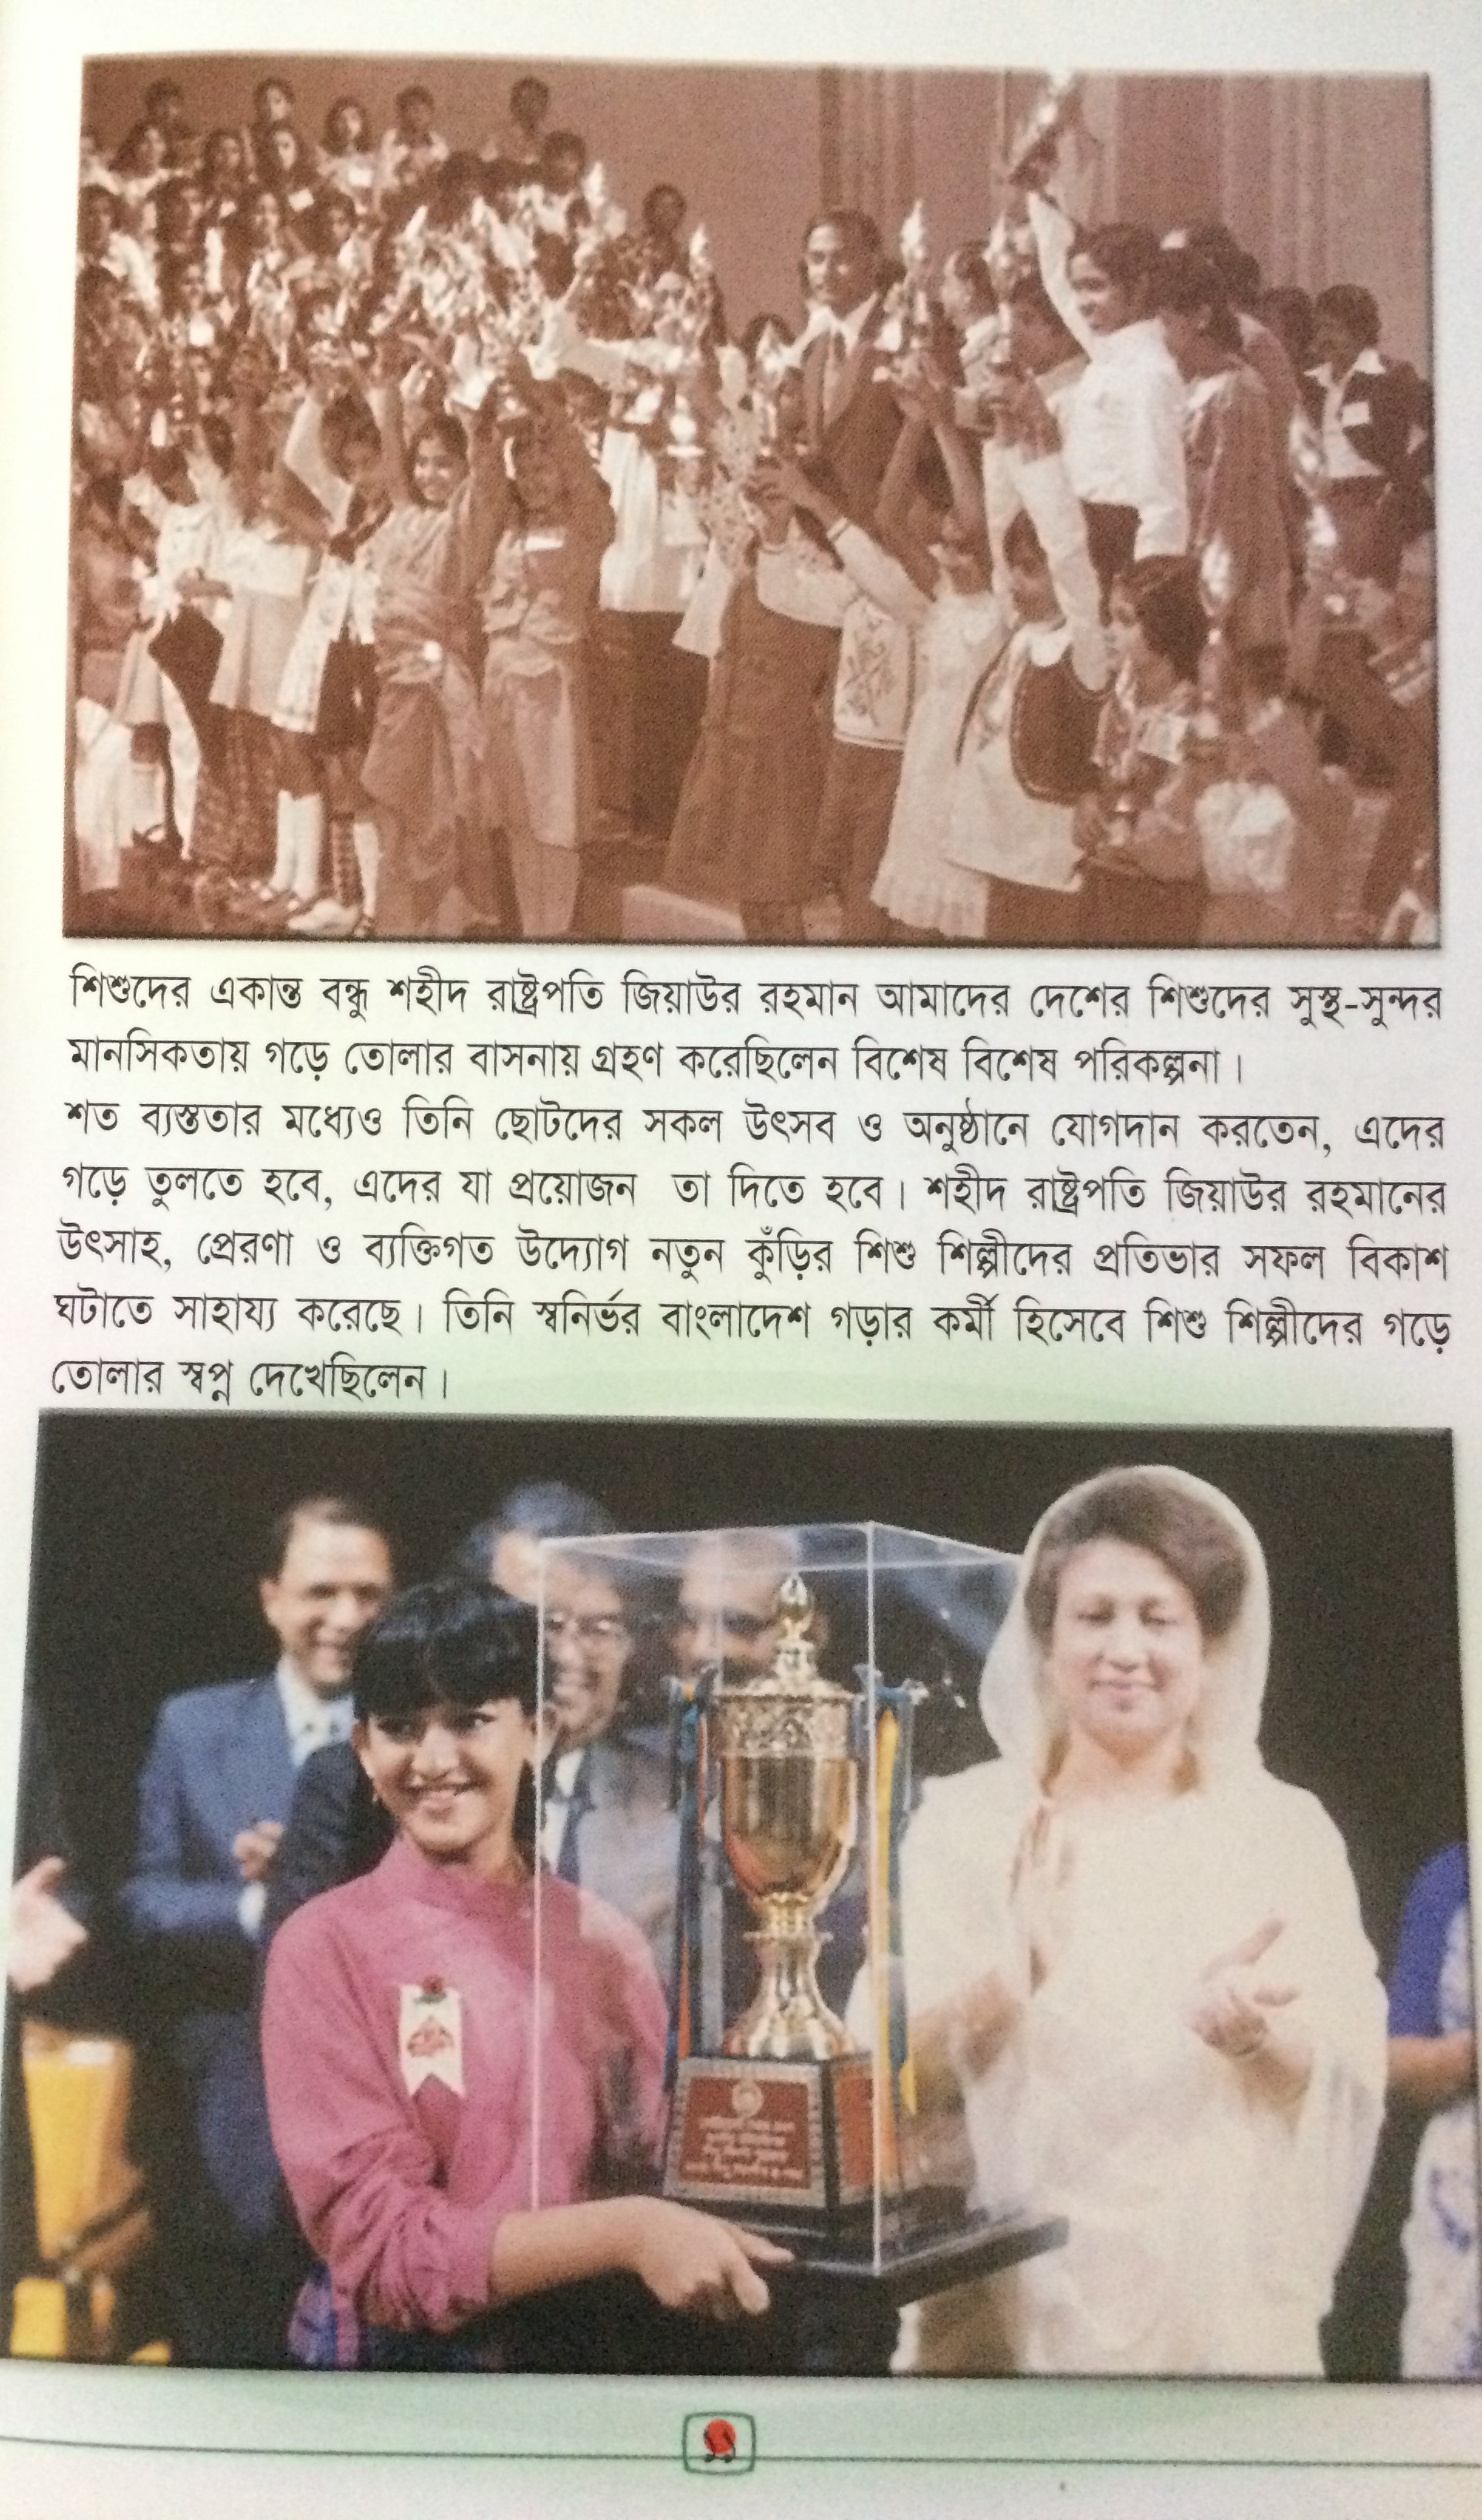 শিশুদের একান্ত বন্ধু শহীদ রাষ্ট্রপতি জিয়াউর রহমান আমাদের দেশের শিশুদের সুস্থ-সুন্দর
মানসিকতায় গড়ে তোলার বাসনায় গ্রহণ করেছিলেন বিশেষ বিশেষ পরিকল্পনা।
শত ব্যস্ততার মধ্যেও তিনি ছোটদের সকল উৎসব ও অনুষ্ঠানে যোগদান করতেন, এদের
গড়ে তুলতে হবে, এদের যা প্রয়োজন তা দিতে হবে। শহীদ রাষ্ট্রপতি জিয়াউর রহমানের
উৎসাহ, প্রেরণা ও ব্যক্তিগত উদ্যোগ নতুন কুঁড়ির শিশু শিল্পীদের প্রতিভার সফল বিকাশ
ঘটাতে সাহায্য করেছে। তিনি স্বনির্ভর বাংলাদেশ গড়ার কর্মী হিসেবে শিশু শিল্পীদের গড়ে
তোলার স্বপ্ন দেখেছিলেন।